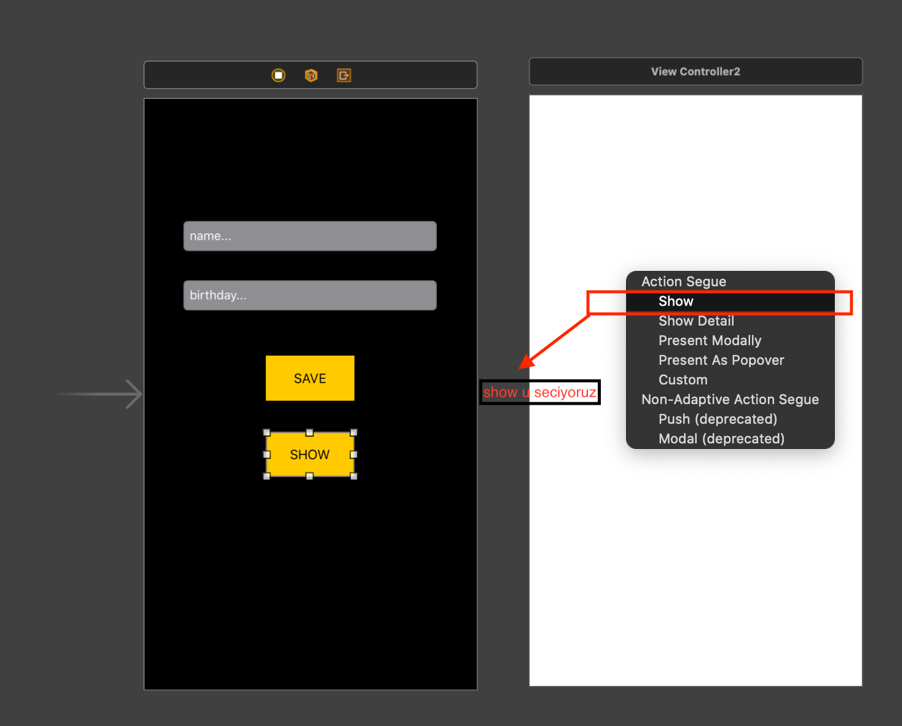 View Controller2
name...
birthday...
SAVE
SHOW
Action Segue
Show
Show Detail
Present Modally
Present As Popover
Custom
Non-Adaptive Action Segue
Push (deprecated)
Modal (deprecated)
show u seciyoruz